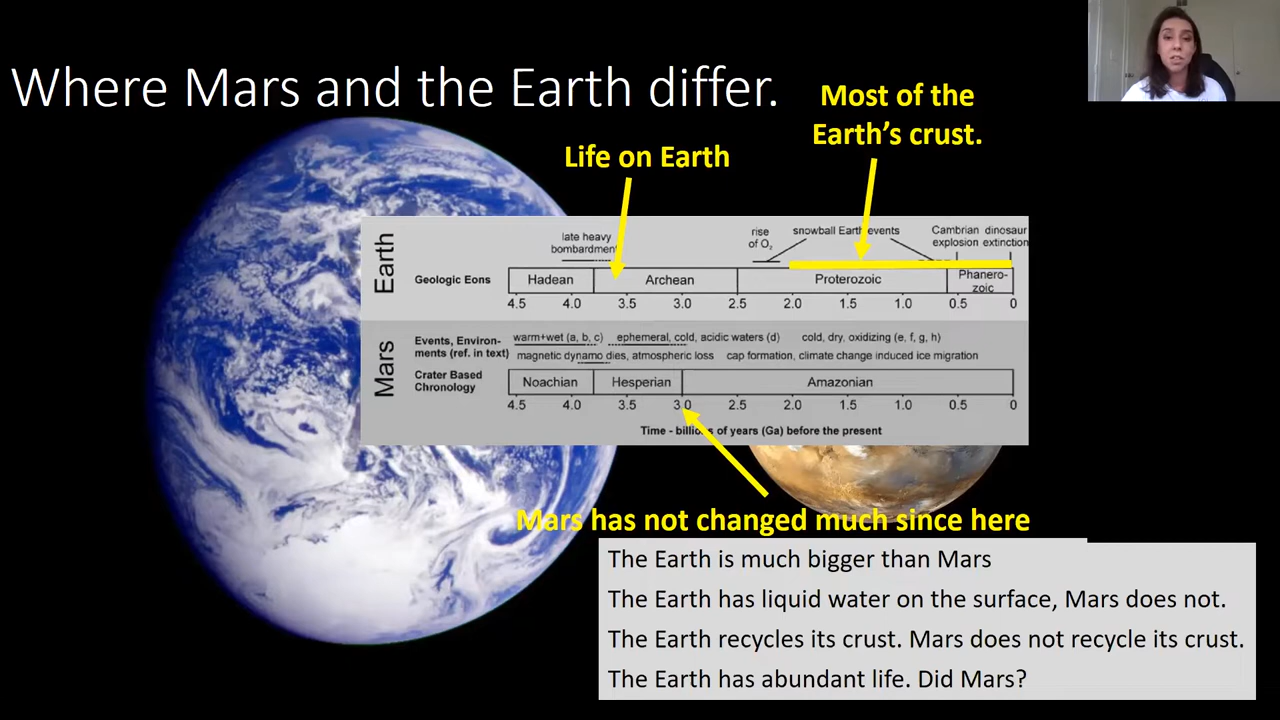 Where Mars and the Earth differ.
Most of the
Earth's crust.
Life on Earth
Earth
late heavy
bombardment
rise
of O₂
snowball Earth events
Cambrian
explosion
dinosaur
extinction
Geologic Eons
Hadean
Archean
Proterozoic
Phanero-
zoic
4.5 4.0 3.5 3.0 2.5 2.0 1.5 1.0 0.5 0
Mars
Events, Environ-
ments (ref. in text)
warm+wet (a, b, c) ephemeral, cold, acidic waters (d) cold, dry, oxidizing (e, f, g, h)
magnetic dynamo dies, atmospheric loss cap formation, climate change induced ice migration
Crater Based
Chronology
Noachian Hesperian Amazonian
4.5 4.0 3.5 3.0 2.5 2.0 1.5 1.0 0.5 0
Time - billions of years (Ga) before the present
Mars has not changed much since here
The Earth is much bigger than Mars
The Earth has liquid water on the surface, Mars does not.
The Earth recycles its crust. Mars does not recycle its crust.
The Earth has abundant life. Did Mars?